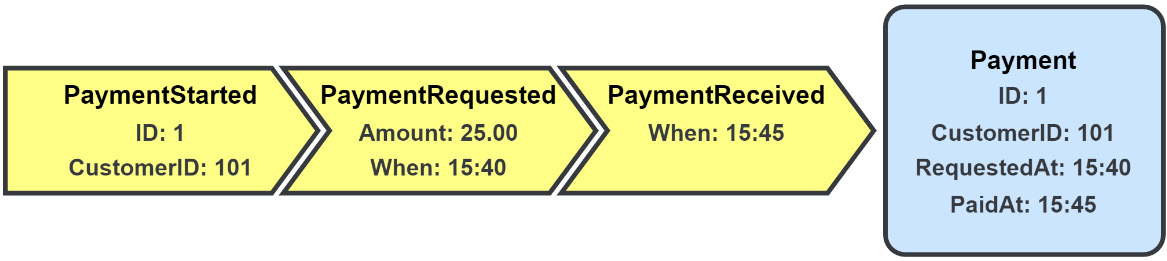 PaymentStarted
ID: 1
CustomerID: 101
PaymentRequested
Amount: 25.00
When: 15:40
PaymentReceived
When: 15:45
Payment
ID: 1
CustomerID: 101
RequestedAt: 15:40
PaidAt: 15:45